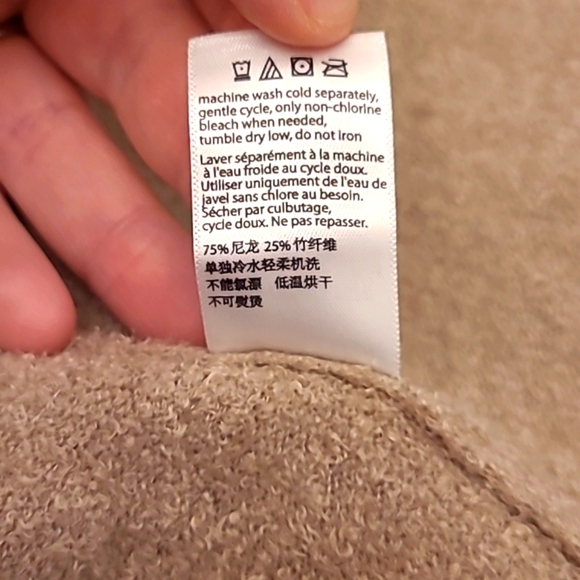 machine wash cold separately,
gentle cycle, only non-chlorine
bleach when needed,
tumble dry low, do not iron
Laver séparément à la machine
à l'eau froide au cycle doux.
Utiliser uniquement de l'eau de
javel sans chlore au besoin.
Sécher par culbutage,
cycle doux. Ne pas repasser.
75%尼龙 25%竹纤维
单独冷水轻柔机洗
不能氯漂 低温烘干
不可熨烫